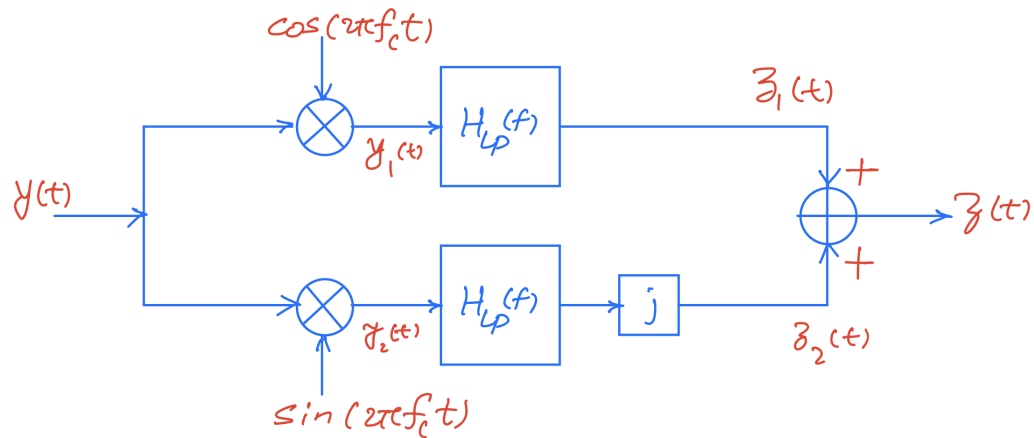 cos(2πf_c t)
z_1(t)
H_LP(f)
y_1(t)
+
y(t)
z(t)
+
H_LP(f)
j
y_2(t)
z_2(t)
sin(2πf_c t)